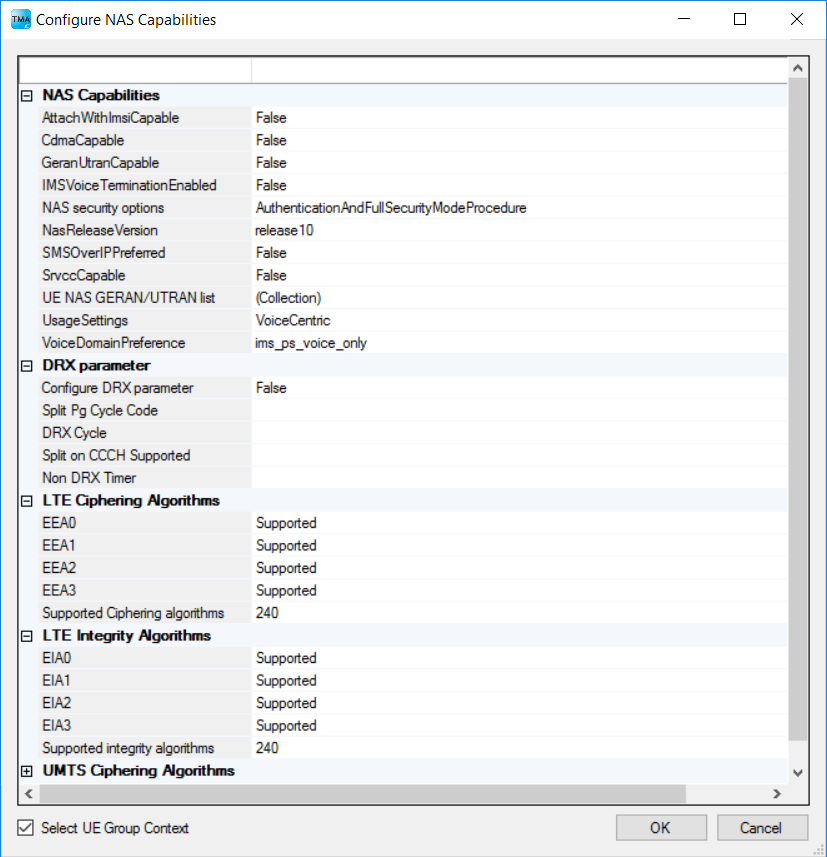 TMA Configure NAS Capabilities
NAS Capabilities
AttachWithImsiCapable False
CdmaCapable False
GeranUtranCapable False
IMSVoiceTerminationEnabled False
NAS security options AuthenticationAndFullSecurityModeProcedure
NasReleaseVersion release10
SMSOverIPPreferred False
SrvccCapable False
UE NAS GERAN/UTRAN list (Collection)
UsageSettings VoiceCentric
VoiceDomainPreference ims_ps_voice_only
DRX parameter
Configure DRX parameter False
Split Pg Cycle Code
DRX Cycle
Split on CCCH Supported
Non DRX Timer
LTE Ciphering Algorithms
EEA0 Supported
EEA1 Supported
EEA2 Supported
EEA3 Supported
Supported Ciphering algorithms 240
LTE Integrity Algorithms
EIA0 Supported
EIA1 Supported
EIA2 Supported
EIA3 Supported
Supported integrity algorithms 240
UMTS Ciphering Algorithms
Select UE Group Context OK Cancel